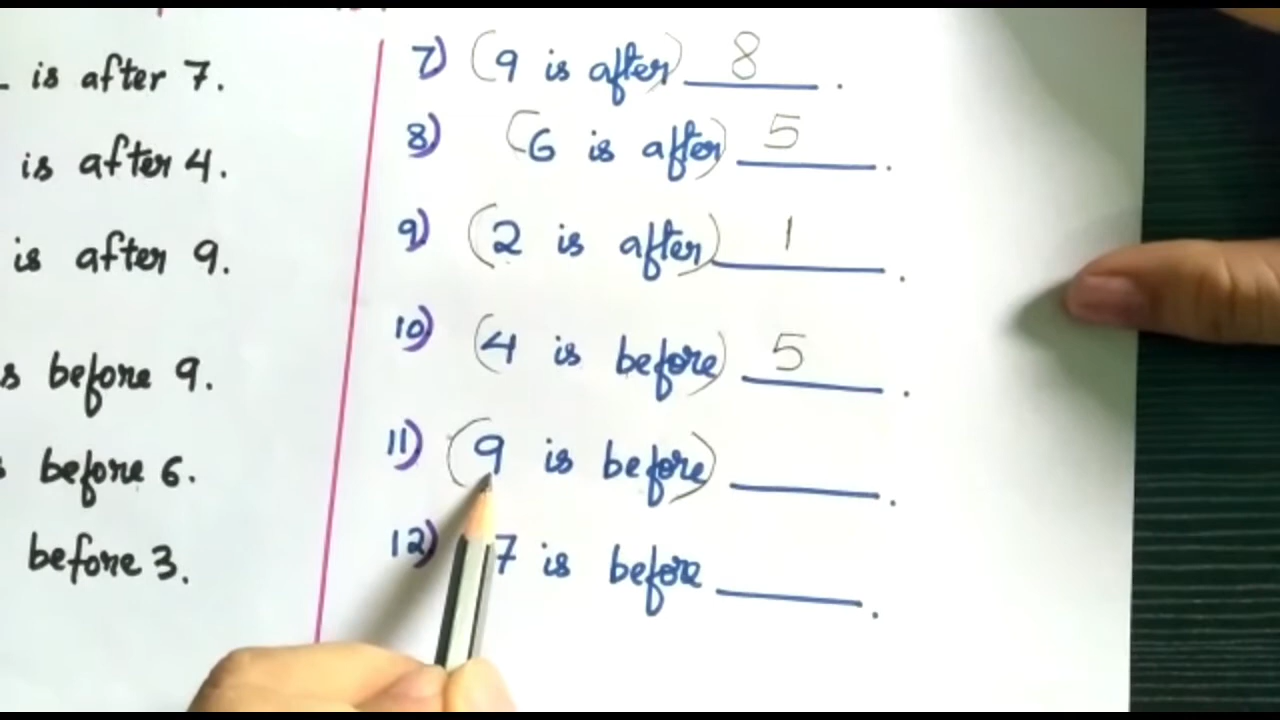 is after 7.
is after 4.
is after 9.
before 9.
before 6.
before 3.
7) (9 is after) 8.
8) (6 is after) 5.
9) (2 is after) 1.
10) (4 is before) 5.
11) (9 is before) ____.
12) 7 is before ____.